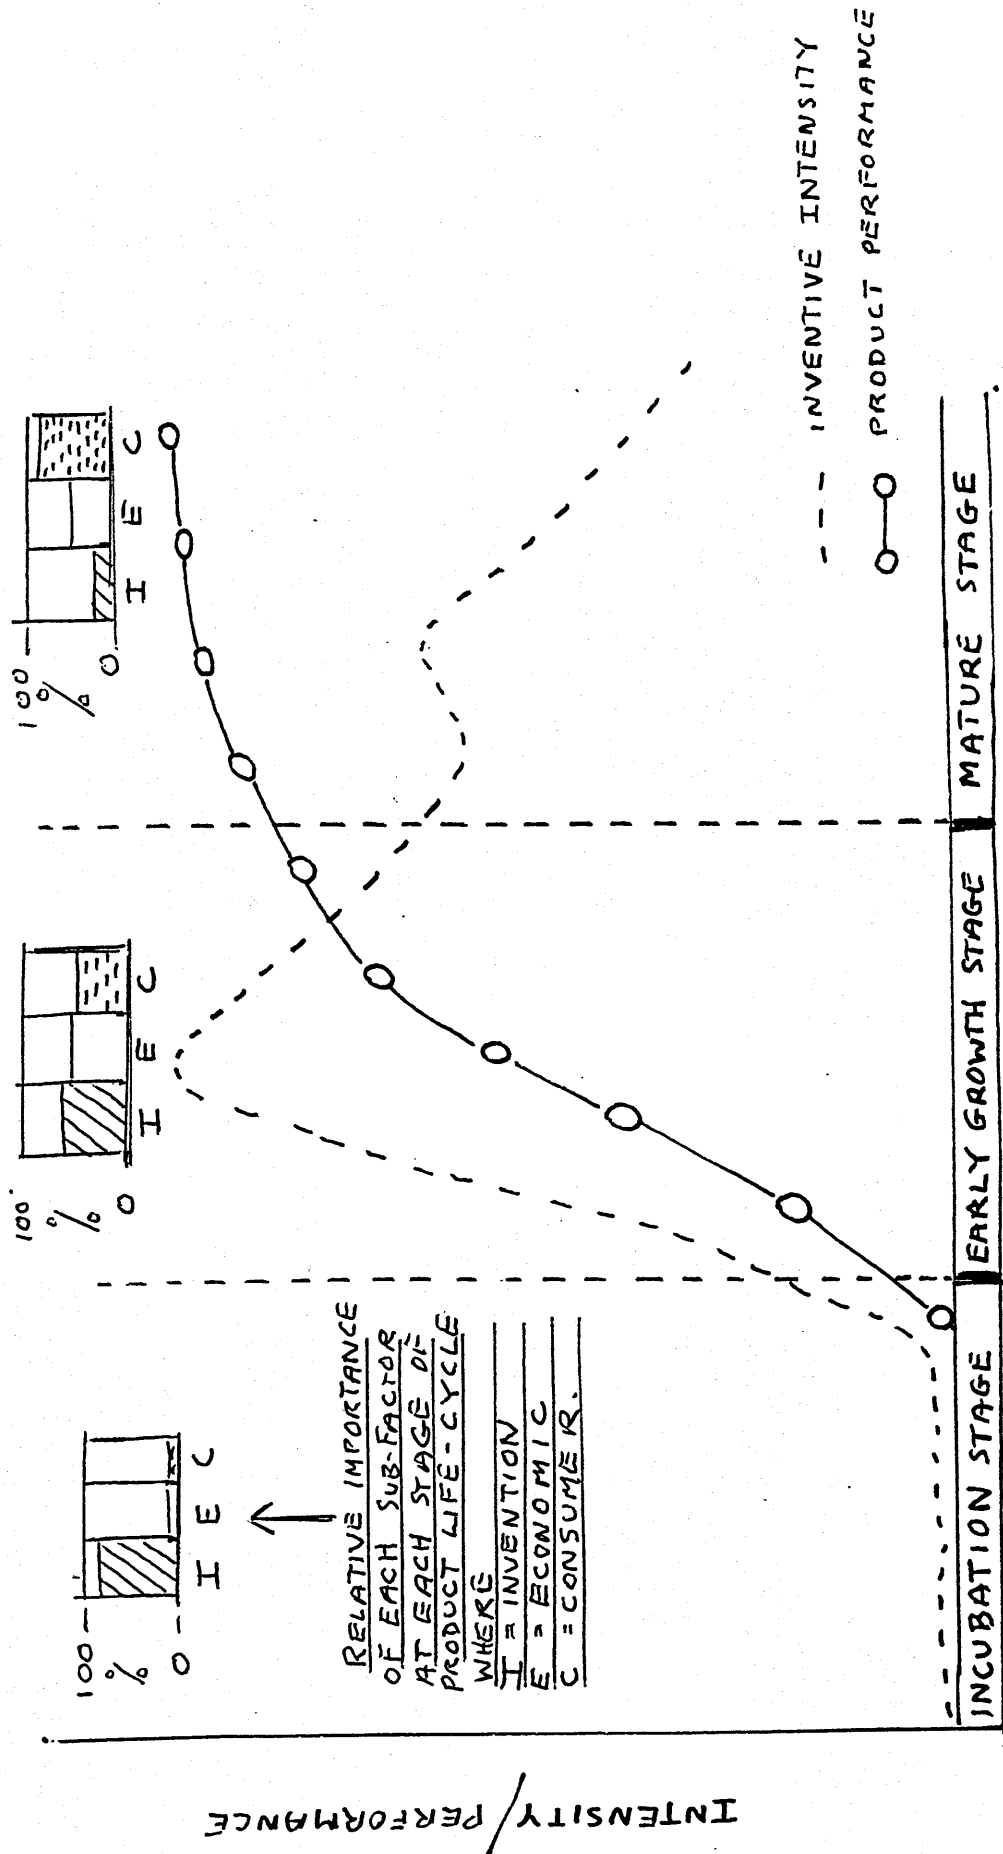 INTENSITY/PERFORMANCE
100
%
0
I E C
RELATIVE IMPORTANCE
OF EACH SUB-FACTOR
AT EACH STAGE OF
PRODUCT LIFE-CYCLE
WHERE
I = INVENTION
E = ECONOMIC
C = CONSUMER.
100
%
0
I E C
100
%
0
I E C
--- INVENTIVE INTENSITY
PRODUCT PERFORMANCE
INCUBATION STAGE
EARLY GROWTH STAGE
MATURE STAGE